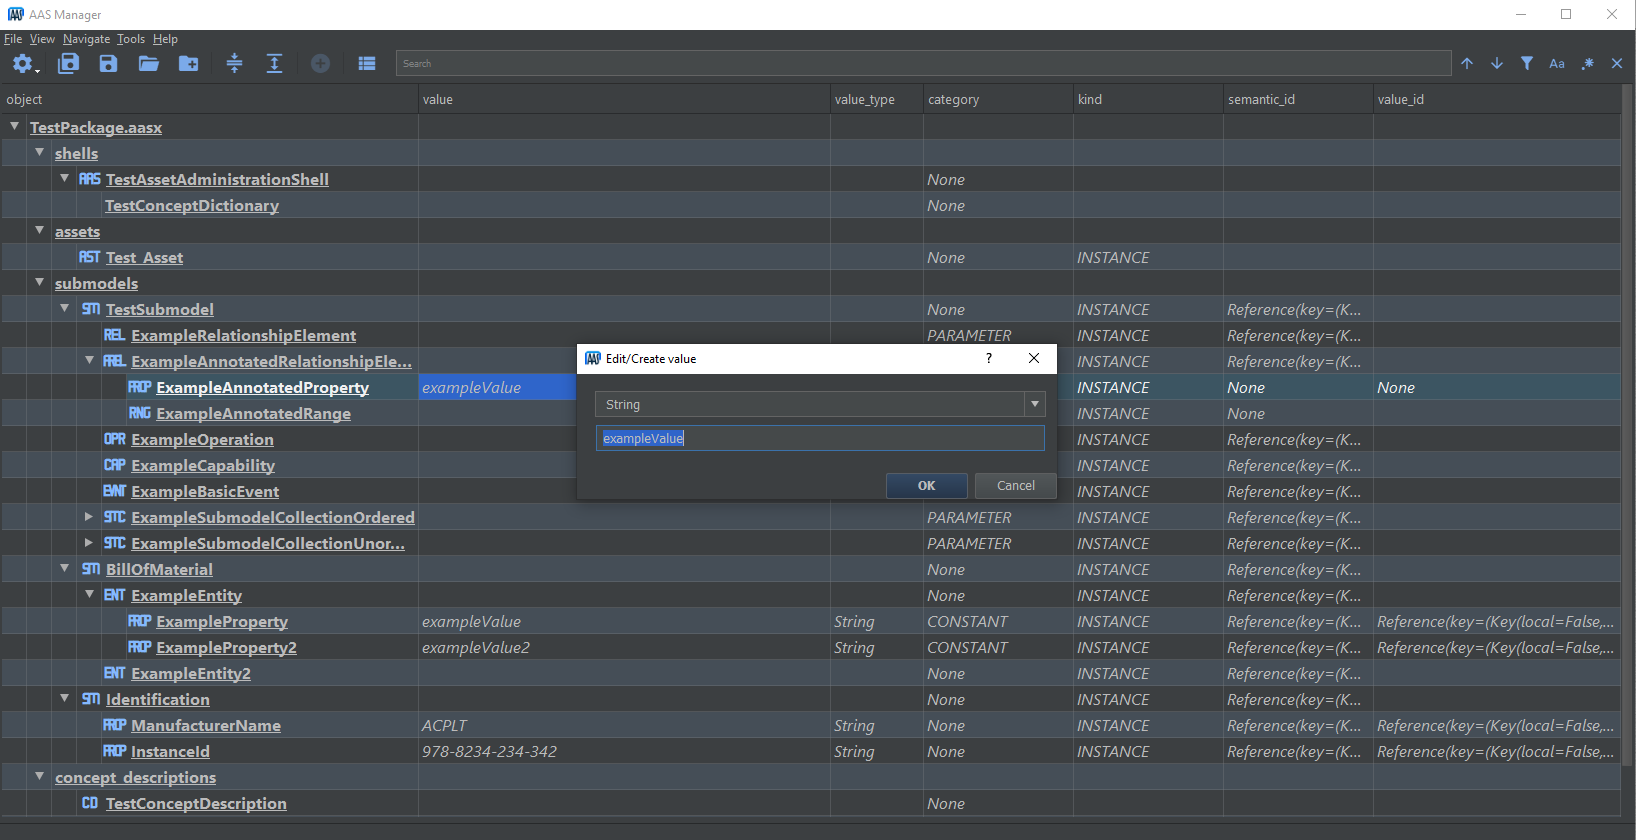 AAS AAS Manager
File View Navigate Tools Help
Search Aa .*
object value value_type category kind semantic_id value_id
TestPackage.aasx
shells
AAS TestAssetAdministrationShell None
TestConceptDictionary None
assets
AST Test_Asset None INSTANCE
submodels
SM TestSubmodel None INSTANCE Reference(key=(K...
REL ExampleRelationshipElement PARAMETER INSTANCE Reference(key=(K...
AREL ExampleAnnotatedRelationshipEle... INSTANCE Reference(key=(K...
PROP ExampleAnnotatedProperty exampleValue INSTANCE None None
RNG ExampleAnnotatedRange INSTANCE None
OPR ExampleOperation INSTANCE Reference(key=(K...
CAP ExampleCapability INSTANCE Reference(key=(K...
EVNT ExampleBasicEvent INSTANCE Reference(key=(K...
SMC ExampleSubmodelCollectionOrdered PARAMETER INSTANCE Reference(key=(K...
SMC ExampleSubmodelCollectionUnor... PARAMETER INSTANCE Reference(key=(K...
SM BillOfMaterial None INSTANCE Reference(key=(K...
ENT ExampleEntity None INSTANCE Reference(key=(K...
PROP ExampleProperty exampleValue String CONSTANT INSTANCE Reference(key=(K... Reference(key=(Key(local=False,...
PROP ExampleProperty2 exampleValue2 String CONSTANT INSTANCE Reference(key=(K... Reference(key=(Key(local=False,...
ENT ExampleEntity2 None INSTANCE Reference(key=(K...
SM Identification None INSTANCE Reference(key=(K...
PROP ManufacturerName ACPLT String None INSTANCE Reference(key=(K... Reference(key=(Key(local=False,...
PROP InstanceId 978-8234-234-342 String None INSTANCE Reference(key=(K... Reference(key=(Key(local=False,...
concept_descriptions
CD TestConceptDescription None
AAS Edit/Create value ?
String
exampleValue
OK Cancel